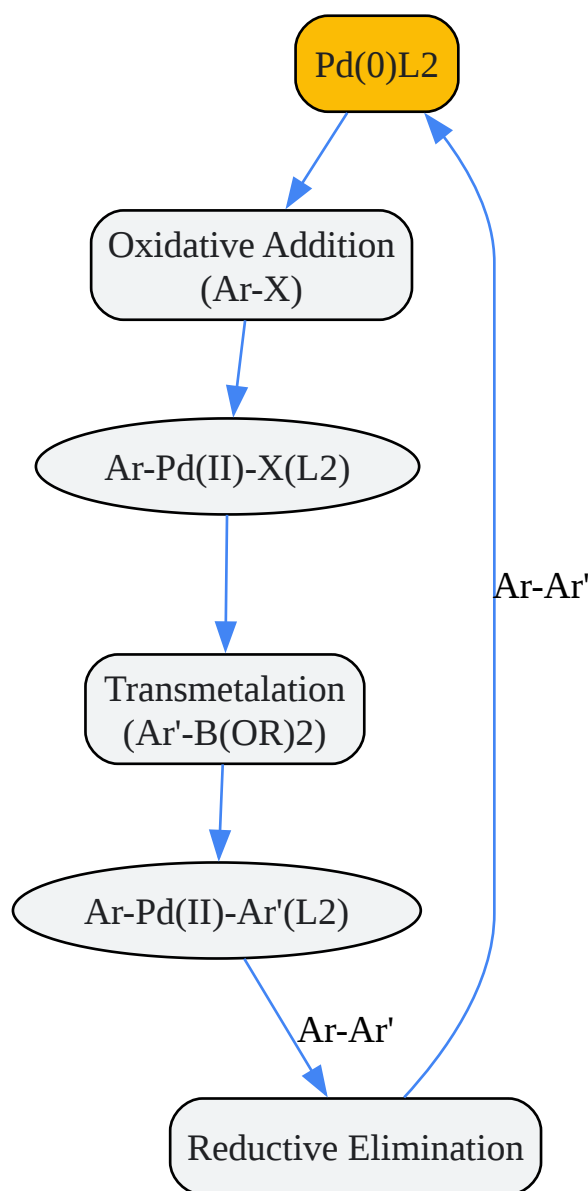 Pd(0)L2
Oxidative Addition
(Ar-X)
Ar-Pd(II)-X(L2)
Ar-Ar'
Transmetalation
(Ar'-B(OR)2)
Ar-Pd(II)-Ar'(L2)
Ar-Ar'
Reductive Elimination